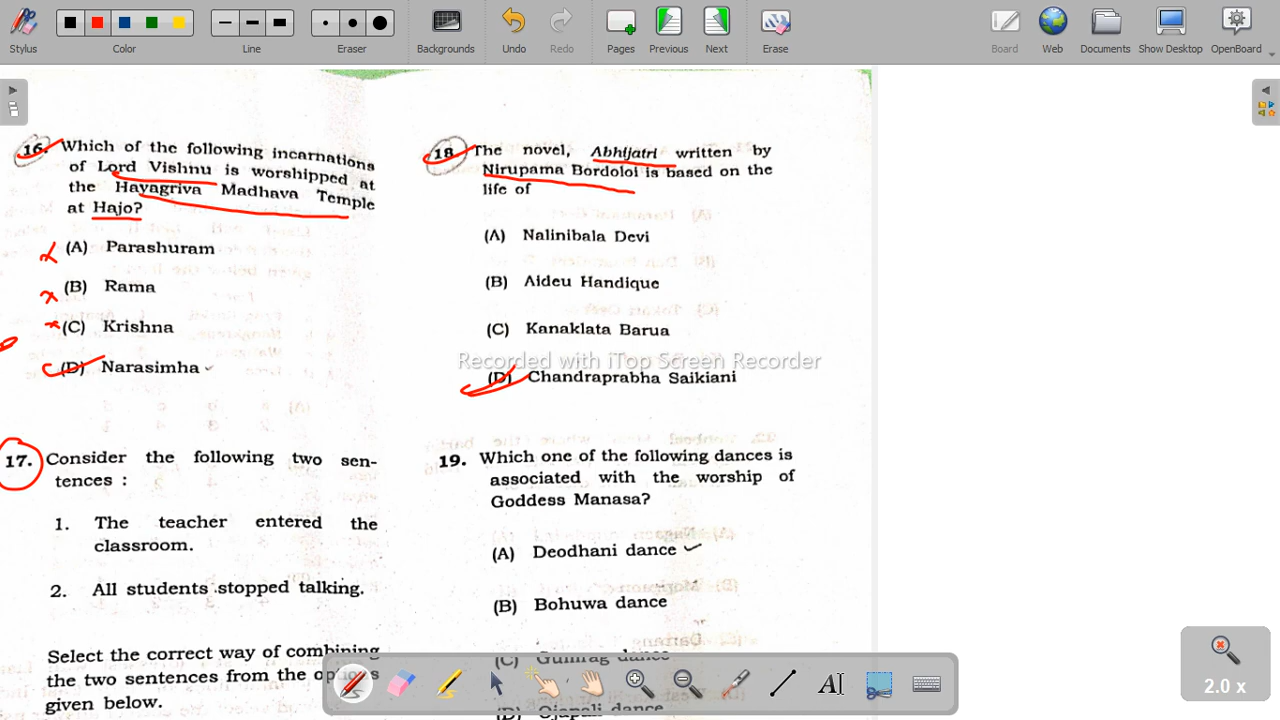 Stylus
Color
Line
Eraser
Backgrounds
Undo
Redo
Pages
Previous
Next
Erase
Board
Web
Documents
Show Desktop
OpenBoard
16. Which of the following incarnations
of Lord Vishnu is worshipped at
the Hayagriva Madhava Temple
at Hajo?
(A) Parashuram
(B) Rama
(C) Krishna
(D) Narasimha
17. Consider the following two sen-
tences :
1. The teacher entered the
classroom.
2. All students stopped talking.
Select the correct way of combining
the two sentences from the options
given below.
18. The novel, Abhijatri written by
Nirupama Bordoloi is based on the
life of
(A) Nalinibala Devi
(B) Aideu Handique
(C) Kanaklata Barua
Recorded with iTop Screen Recorder
(D) Chandraprabha Saikiani
19. Which one of the following dances is
associated with the worship of
Goddess Manasa?
(A) Deodhani dance
(B) Bohuwa dance
(C) Gumrag dance
(D) Ojapali dance
2.0 x